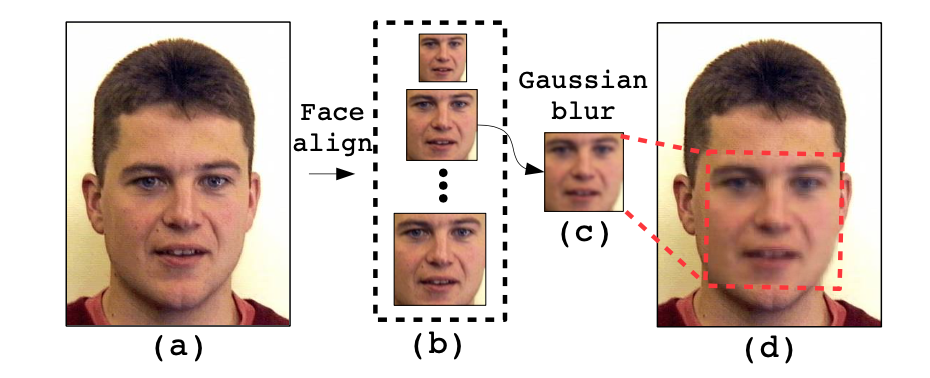 Face
align
Gaussian
blur
(a)
(b)
(c)
(d)